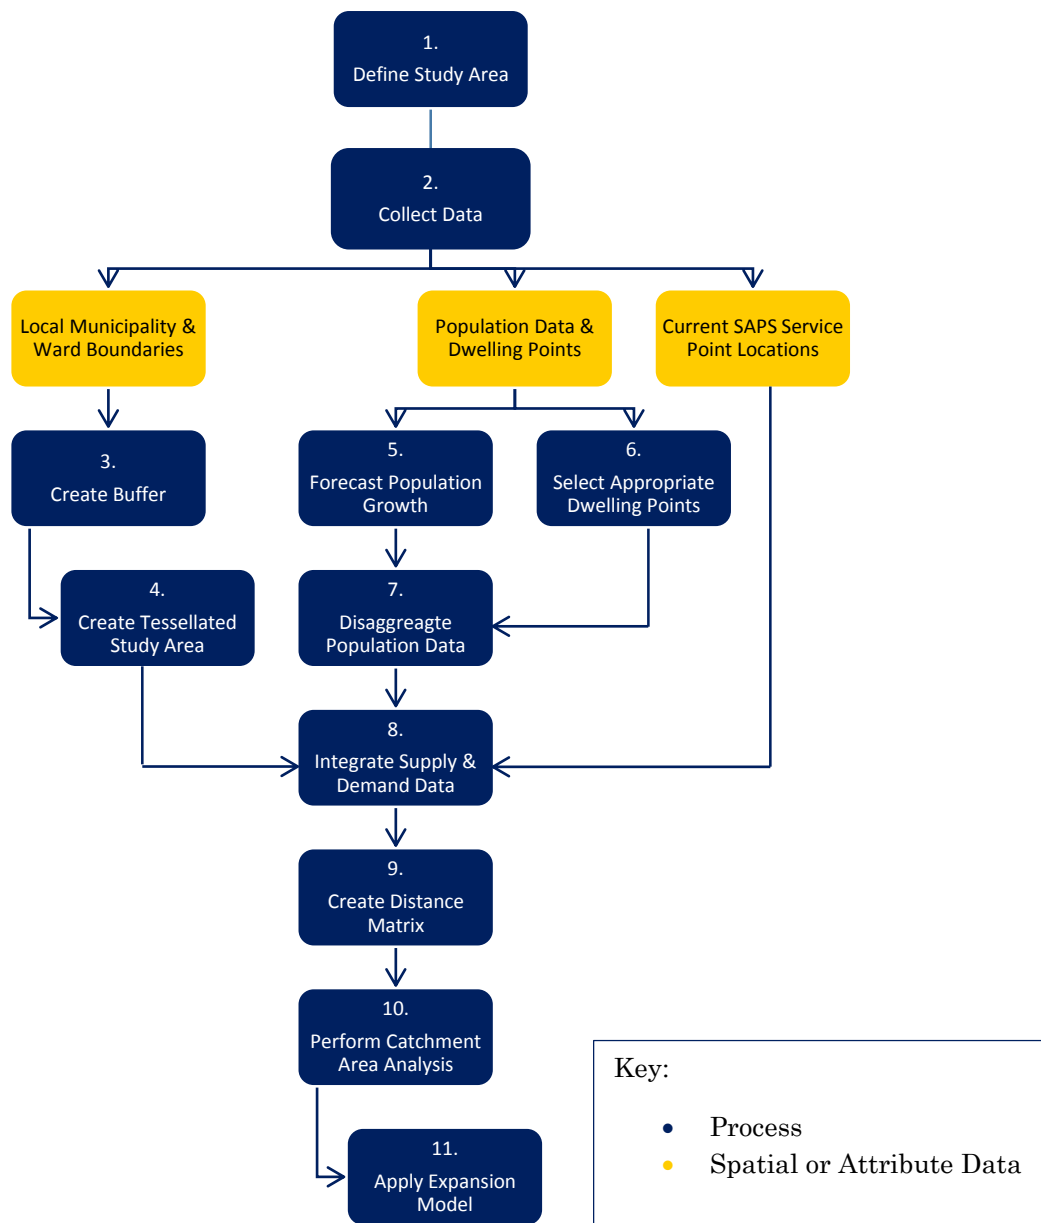 1.
Define Study Area
2.
Collect Data
Local Municipality &
Ward Boundaries
Population Data &
Dwelling Points
Current SAPS Service
Point Locations
3.
Create Buffer
5.
Forecast Population
Growth
6.
Select Appropriate
Dwelling Points
4.
Create Tessellated
Study Area
7.
Disaggreagte
Population Data
8.
Integrate Supply &
Demand Data
9.
Create Distance
Matrix
10.
Perform Catchment
Area Analysis
11.
Apply Expansion
Model
Key:
• Process
• Spatial or Attribute Data